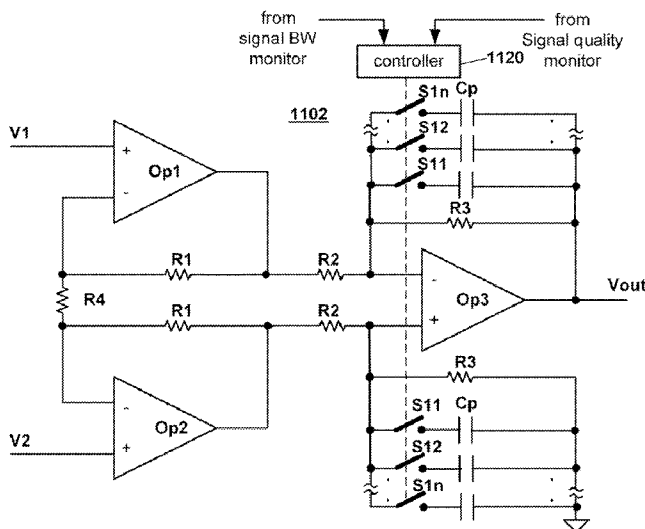 from
signal BW
monitor
from
Signal quality
monitor
controller
1120
1102
S1n
Cp
S12
S11
R3
V1
+
Op1
-
R1
R2
-
Op3
+
Vout
R4
R1
R2
R3
-
Op2
+
V2
S11
Cp
S12
S1n